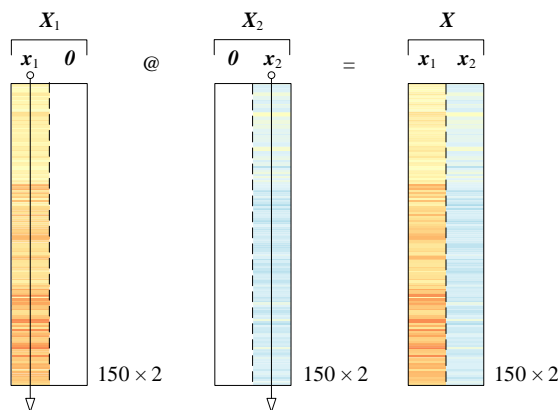 X₁ X₂ X
x₁ 0 @ 0 x₂ = x₁ x₂
150 × 2 150 × 2 150 × 2